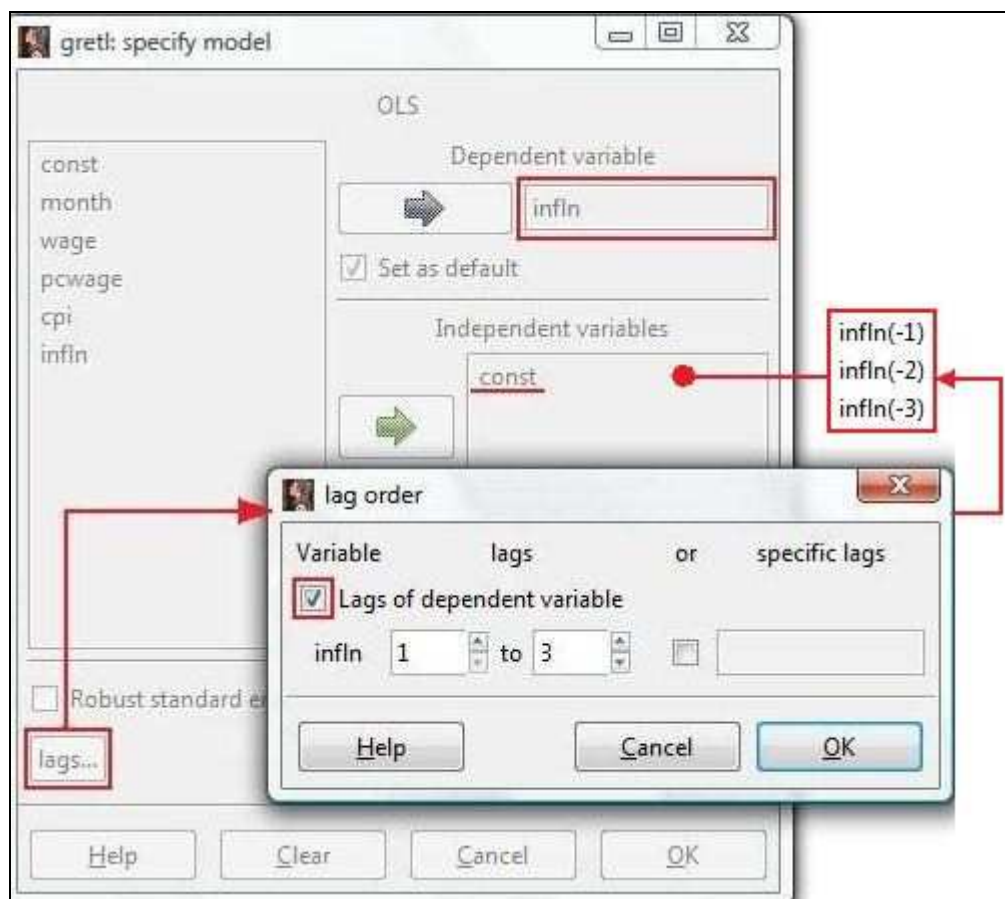 gretl: specify model
OLS
const
month
wage
pcwage
cpi
infln
Dependent variable
infln
Set as default
Independent variables
const
infln(-1)
infln(-2)
infln(-3)
lag order
Variable lags or specific lags
Lags of dependent variable
infln 1 to 3
Help Cancel OK
Robust standard e
lags...
Help Clear Cancel OK